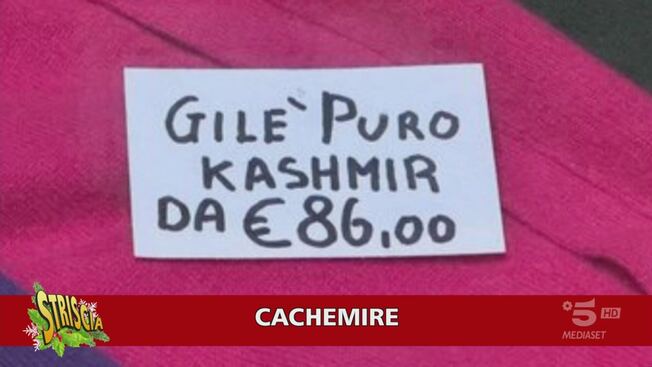 GILE` PURO
KASHMIR
DA €86,00
STRISCIA
CACHEMIRE
5 HD
MEDIASET